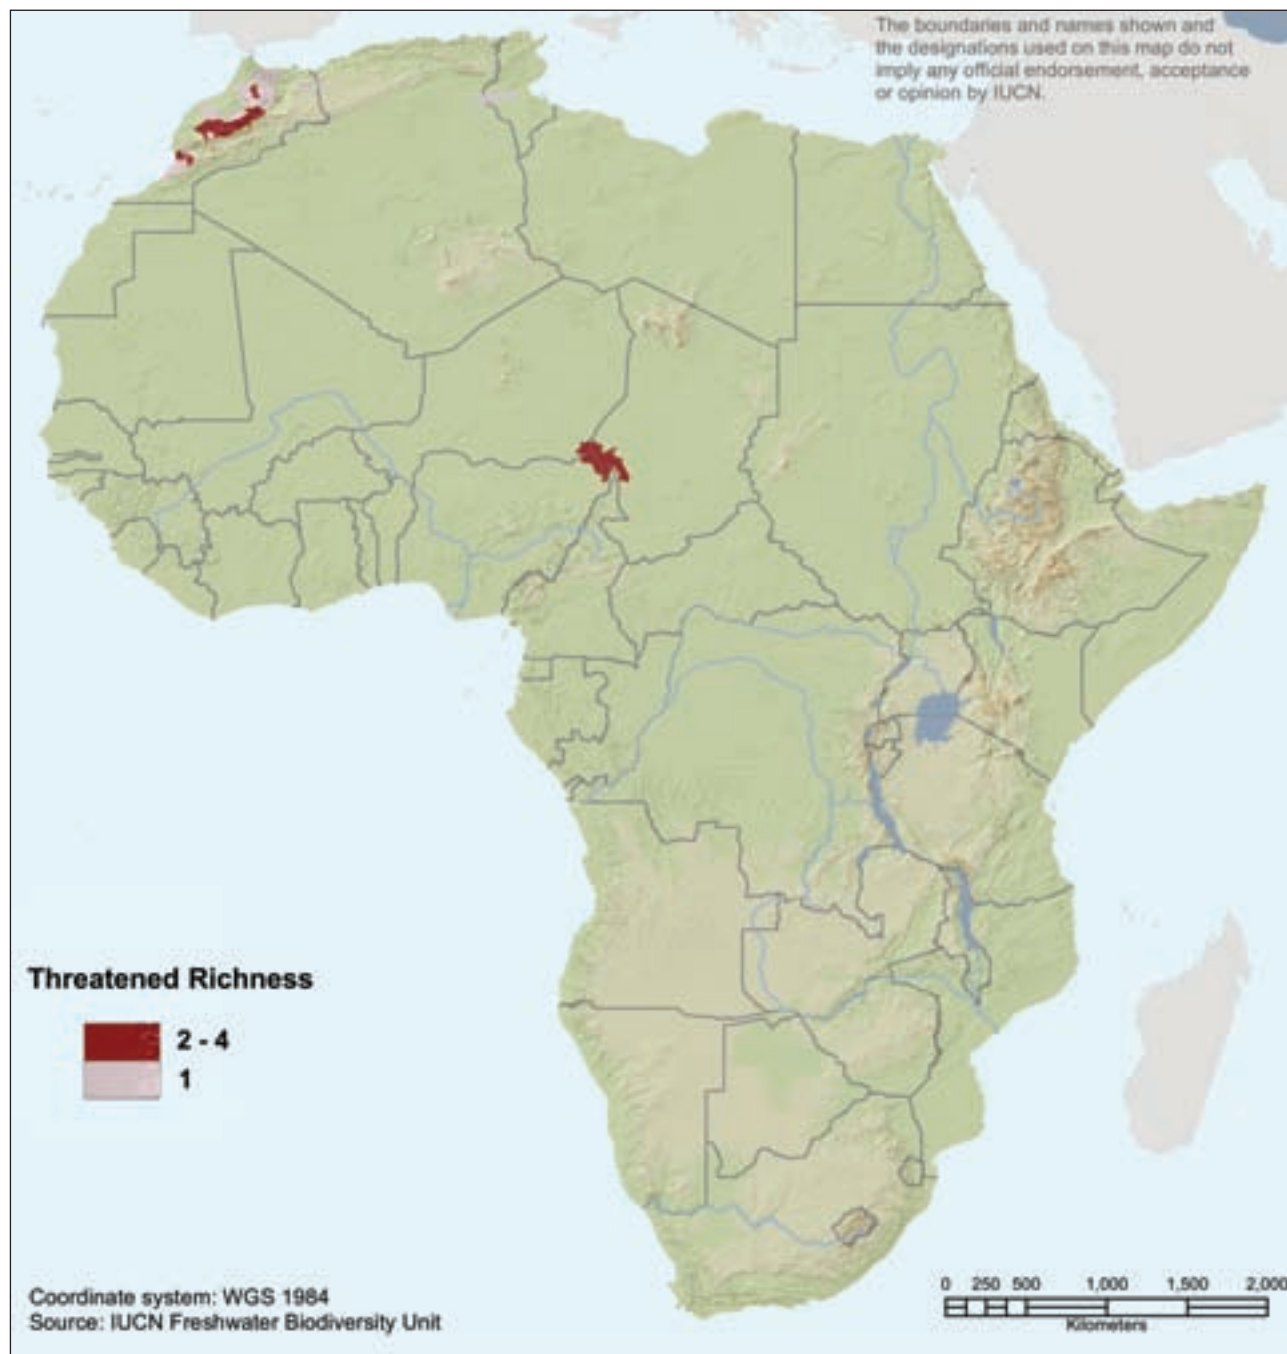 The boundaries and names shown and
the designations used on this map do not
imply any official endorsement, acceptance
or opinion by IUCN.
Threatened Richness
2 - 4
1
Coordinate system: WGS 1984
Source: IUCN Freshwater Biodiversity Unit
0 250 500 1,000 1,500 2,000
Kilometers